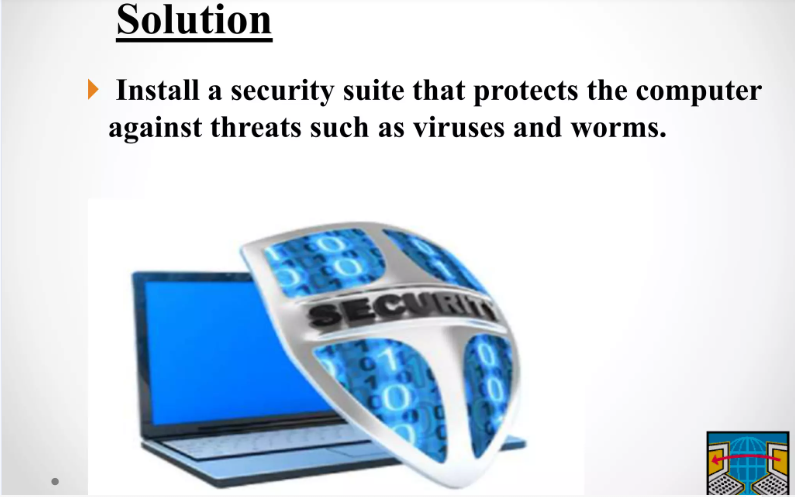 Solution
Install a security suite that protects the computer
against threats such as viruses and worms.
SECURITY